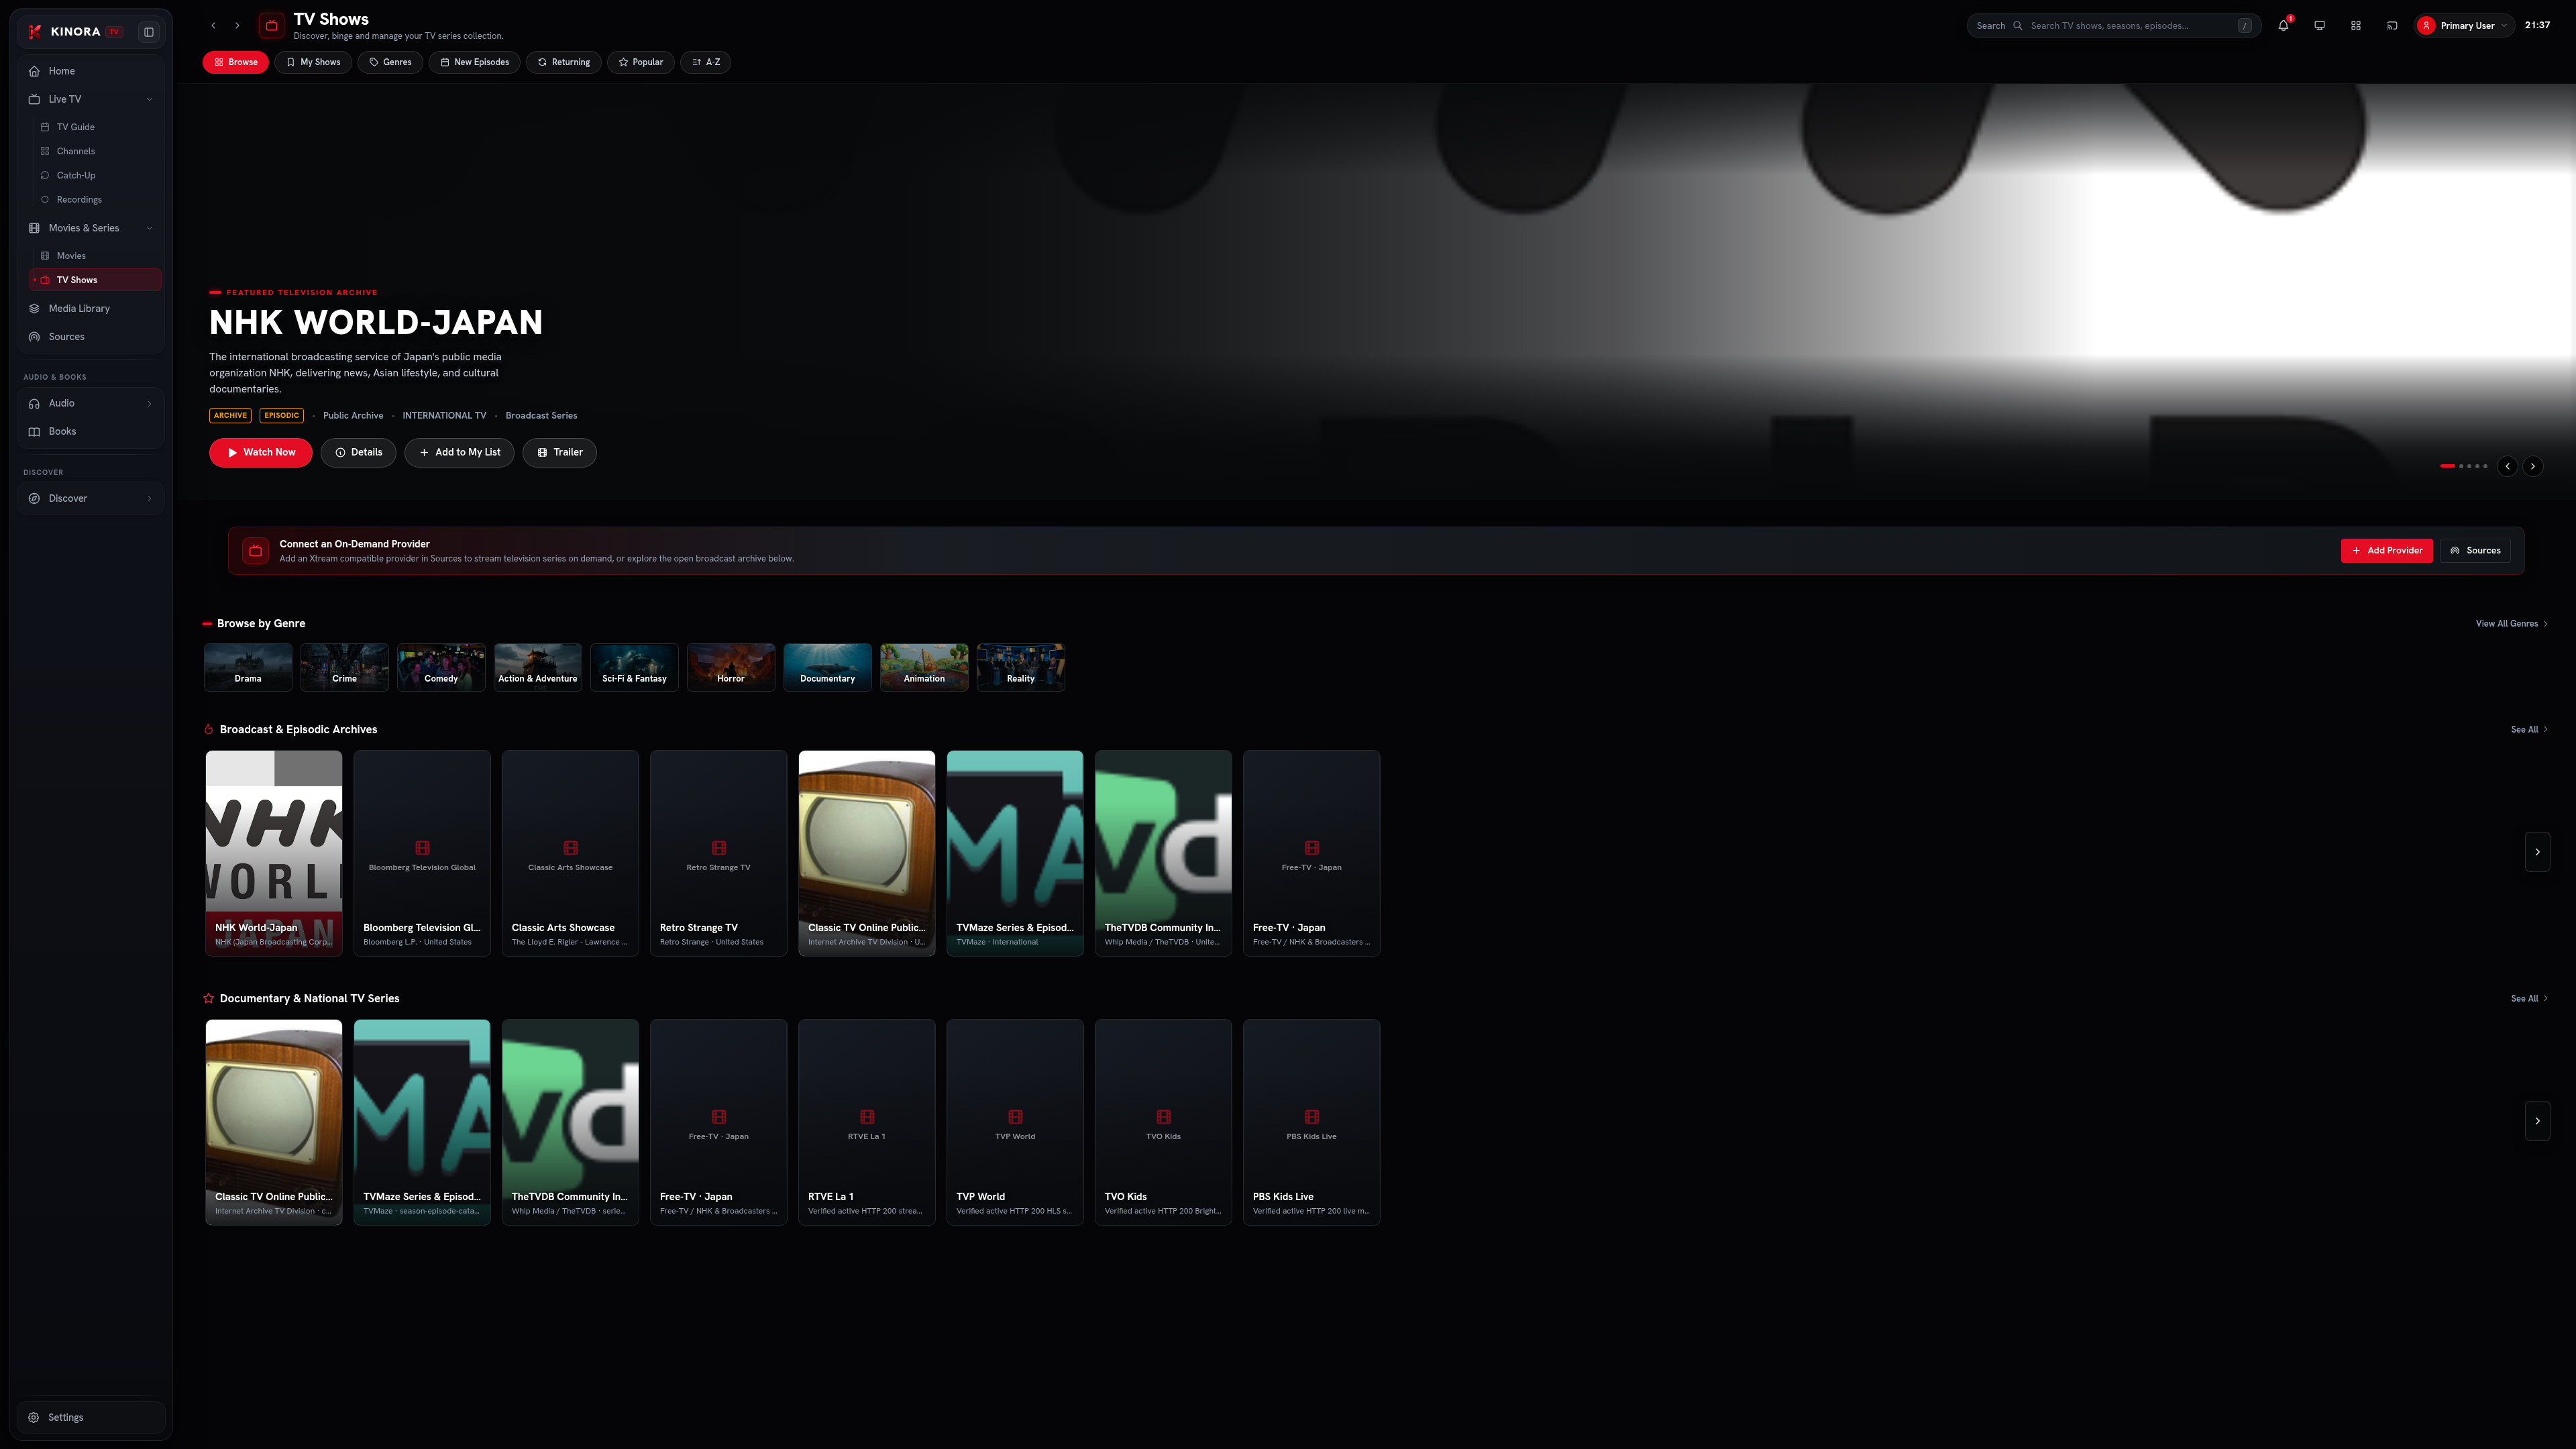 KINORA TV
Home
Live TV
TV Guide
Channels
Catch-Up
Recordings
Movies & Series
Movies
TV Shows
Media Library
Sources
AUDIO & BOOKS
Audio
Books
DISCOVER
Discover
Settings
TV Shows
Discover, binge and manage your TV series collection.
Search Search TV shows, seasons, episodes... /
1
Primary User
21:37
Browse
My Shows
Genres
New Episodes
Returning
Popular
A-Z
FEATURED TELEVISION ARCHIVE
NHK WORLD-JAPAN
The international broadcasting service of Japan's public media
organization NHK, delivering news, Asian lifestyle, and cultural
documentaries.
ARCHIVE EPISODIC • Public Archive • INTERNATIONAL TV • Broadcast Series
Watch Now
Details
Add to My List
Trailer
Connect an On-Demand Provider
Add an Xtream compatible provider in Sources to stream television series on demand, or explore the open broadcast archive below.
Add Provider
Sources
Browse by Genre
View All Genres
Drama
Crime
Comedy
Action & Adventure
Sci-Fi & Fantasy
Horror
Documentary
Animation
Reality
Broadcast & Episodic Archives
See All
NHK
WORLD
JAPAN
NHK World-Japan
NHK (Japan Broadcasting Corp...
Bloomberg Television Global
Bloomberg Television Gl...
Bloomberg L.P. · United States
Classic Arts Showcase
Classic Arts Showcase
The Lloyd E. Rigler - Lawrence ...
Retro Strange TV
Retro Strange TV
Retro Strange · United States
Classic TV Online Public...
Internet Archive TV Division · U...
MA
TVMaze Series & Episod...
TVMaze · International
vd
TheTVDB Community In...
Whip Media / TheTVDB · Unite...
Free-TV · Japan
Free-TV · Japan
Free-TV / NHK & Broadcasters ...
Documentary & National TV Series
See All
Classic TV Online Public...
Internet Archive TV Division · c...
MA
TVMaze Series & Episod...
TVMaze · season-episode-cata...
vd
TheTVDB Community In...
Whip Media / TheTVDB · serie...
Free-TV · Japan
Free-TV · Japan
Free-TV / NHK & Broadcasters ...
RTVE La 1
RTVE La 1
Verified active HTTP 200 strea...
TVP World
TVP World
Verified active HTTP 200 HLS s...
TVO Kids
TVO Kids
Verified active HTTP 200 Bright...
PBS Kids Live
PBS Kids Live
Verified active HTTP 200 live m...